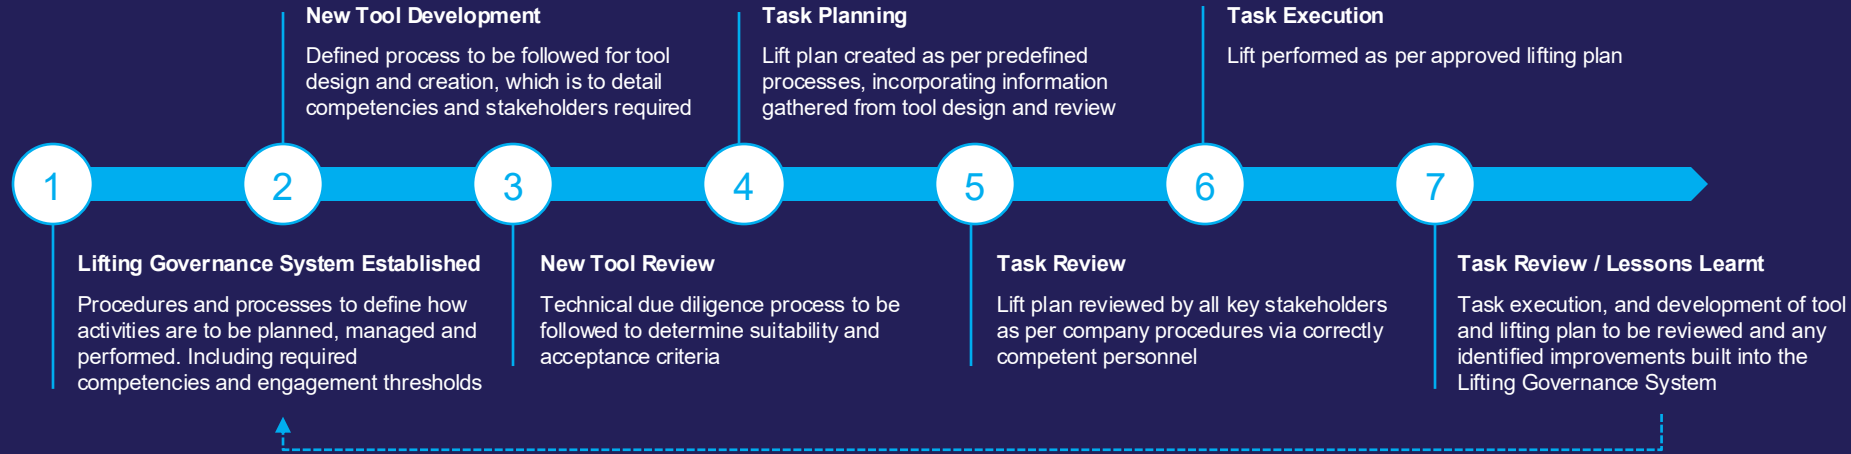 New Tool Development
Defined process to be followed for tool
design and creation, which is to detail
competencies and stakeholders required
Task Planning
Lift plan created as per predefined
processes, incorporating information
gathered from tool design and review
Task Execution
Lift performed as per approved lifting plan
1
2
3
4
5
6
7
Lifting Governance System Established
Procedures and processes to define how
activities are to be planned, managed and
performed. Including required
competencies and engagement thresholds
New Tool Review
Technical due diligence process to be
followed to determine suitability and
acceptance criteria
Task Review
Lift plan reviewed by all key stakeholders
as per company procedures via correctly
competent personnel
Task Review / Lessons Learnt
Task execution, and development of tool
and lifting plan to be reviewed and any
identified improvements built into the
Lifting Governance System